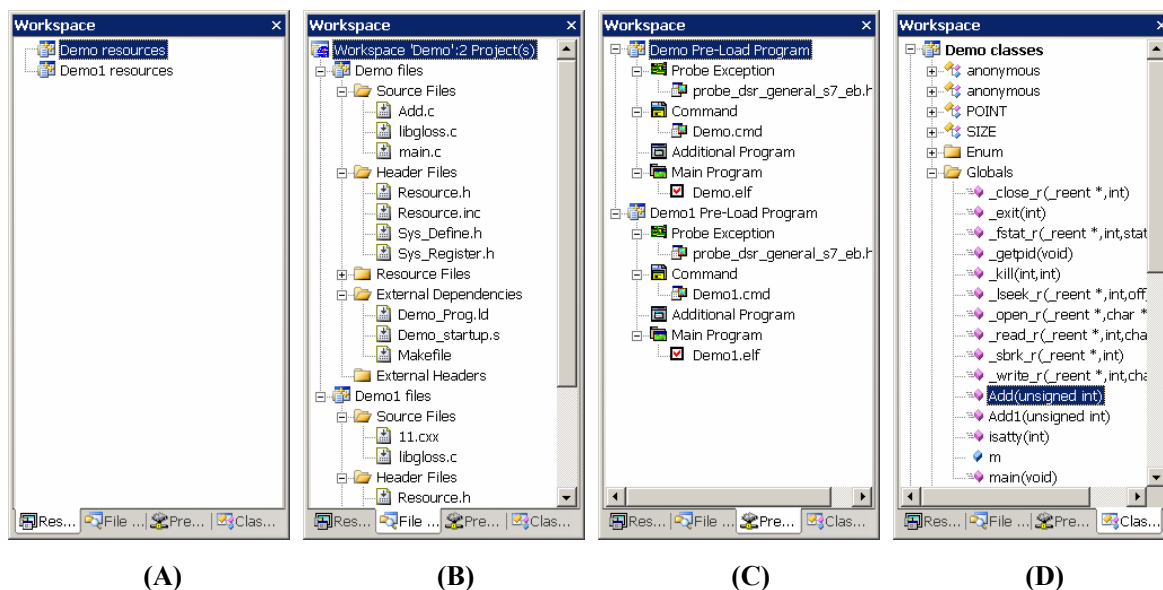 Workspace
Demo resources
Demo1 resources
Res...
File ...
Pre...
Clas...
(A)
Workspace
Workspace 'Demo':2 Project(s)
Demo files
Source Files
Add.c
libgloss.c
main.c
Header Files
Resource.h
Resource.inc
Sys_Define.h
Sys_Register.h
Resource Files
External Dependencies
Demo_Prog.ld
Demo_startup.s
Makefile
External Headers
Demo1 files
Source Files
11.cxx
libgloss.c
Header Files
Resource.h
Res...
File ...
Pre...
Clas...
(B)
Workspace
Demo Pre-Load Program
Probe Exception
probe_dsr_general_s7_eb.h
Command
Demo.cmd
Additional Program
Main Program
Demo.elf
Demo1 Pre-Load Program
Probe Exception
probe_dsr_general_s7_eb.h
Command
Demo1.cmd
Additional Program
Main Program
Demo1.elf
Res...
File ...
Pre...
Clas...
(C)
Workspace
Demo classes
anonymous
anonymous
POINT
SIZE
Enum
Globals
_close_r(_reent *,int)
_exit(int)
_fstat_r(_reent *,int,stat
_getpid(void)
_kill(int,int)
_lseek_r(_reent *,int,off_
_open_r(_reent *,char *
_read_r(_reent *,int,cha
_sbrk_r(_reent *,int)
_write_r(_reent *,int,cha
Add(unsigned int)
Add1(unsigned int)
isatty(int)
m
main(void)
Res...
File ...
Pre...
Clas...
(D)